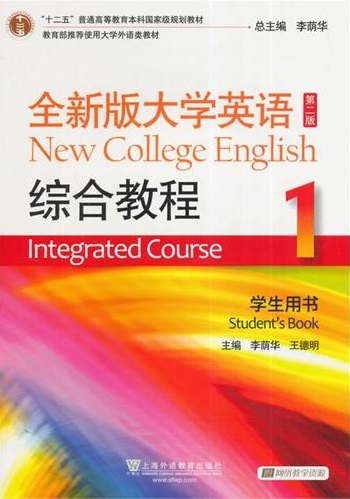 "十二五"普通高等教育本科国家级规划教材
总主编 李荫华
教育部推荐使用大学外语类教材
全新版大学英语 第二版
New College English
综合教程
1
Integrated Course
学生用书
Student's Book
主编 李荫华 王德明
上海外语教育出版社
www.sflep.com
网络教学资源